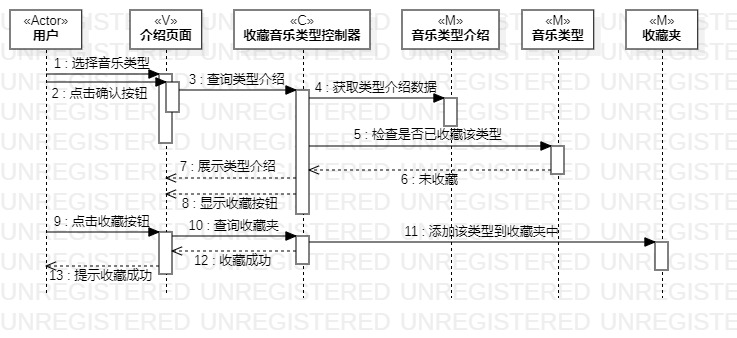 «Actor» «V» «C» «M» «M» «M»
用户 介绍页面 收藏音乐类型控制器 音乐类型介绍 音乐类型 收藏夹
1 : 选择音乐类型
2 : 点击确认按钮
3 : 查询类型介绍
4 : 获取类型介绍数据
5 : 检查是否已收藏该类型
6 : 未收藏
7 : 展示类型介绍
8 : 显示收藏按钮
9 : 点击收藏按钮
10 : 查询收藏夹
11 : 添加该类型到收藏夹中
12 : 收藏成功
13 : 提示收藏成功
UNREGISTERED UNREGISTERED UNREGISTERED UNREGISTERED